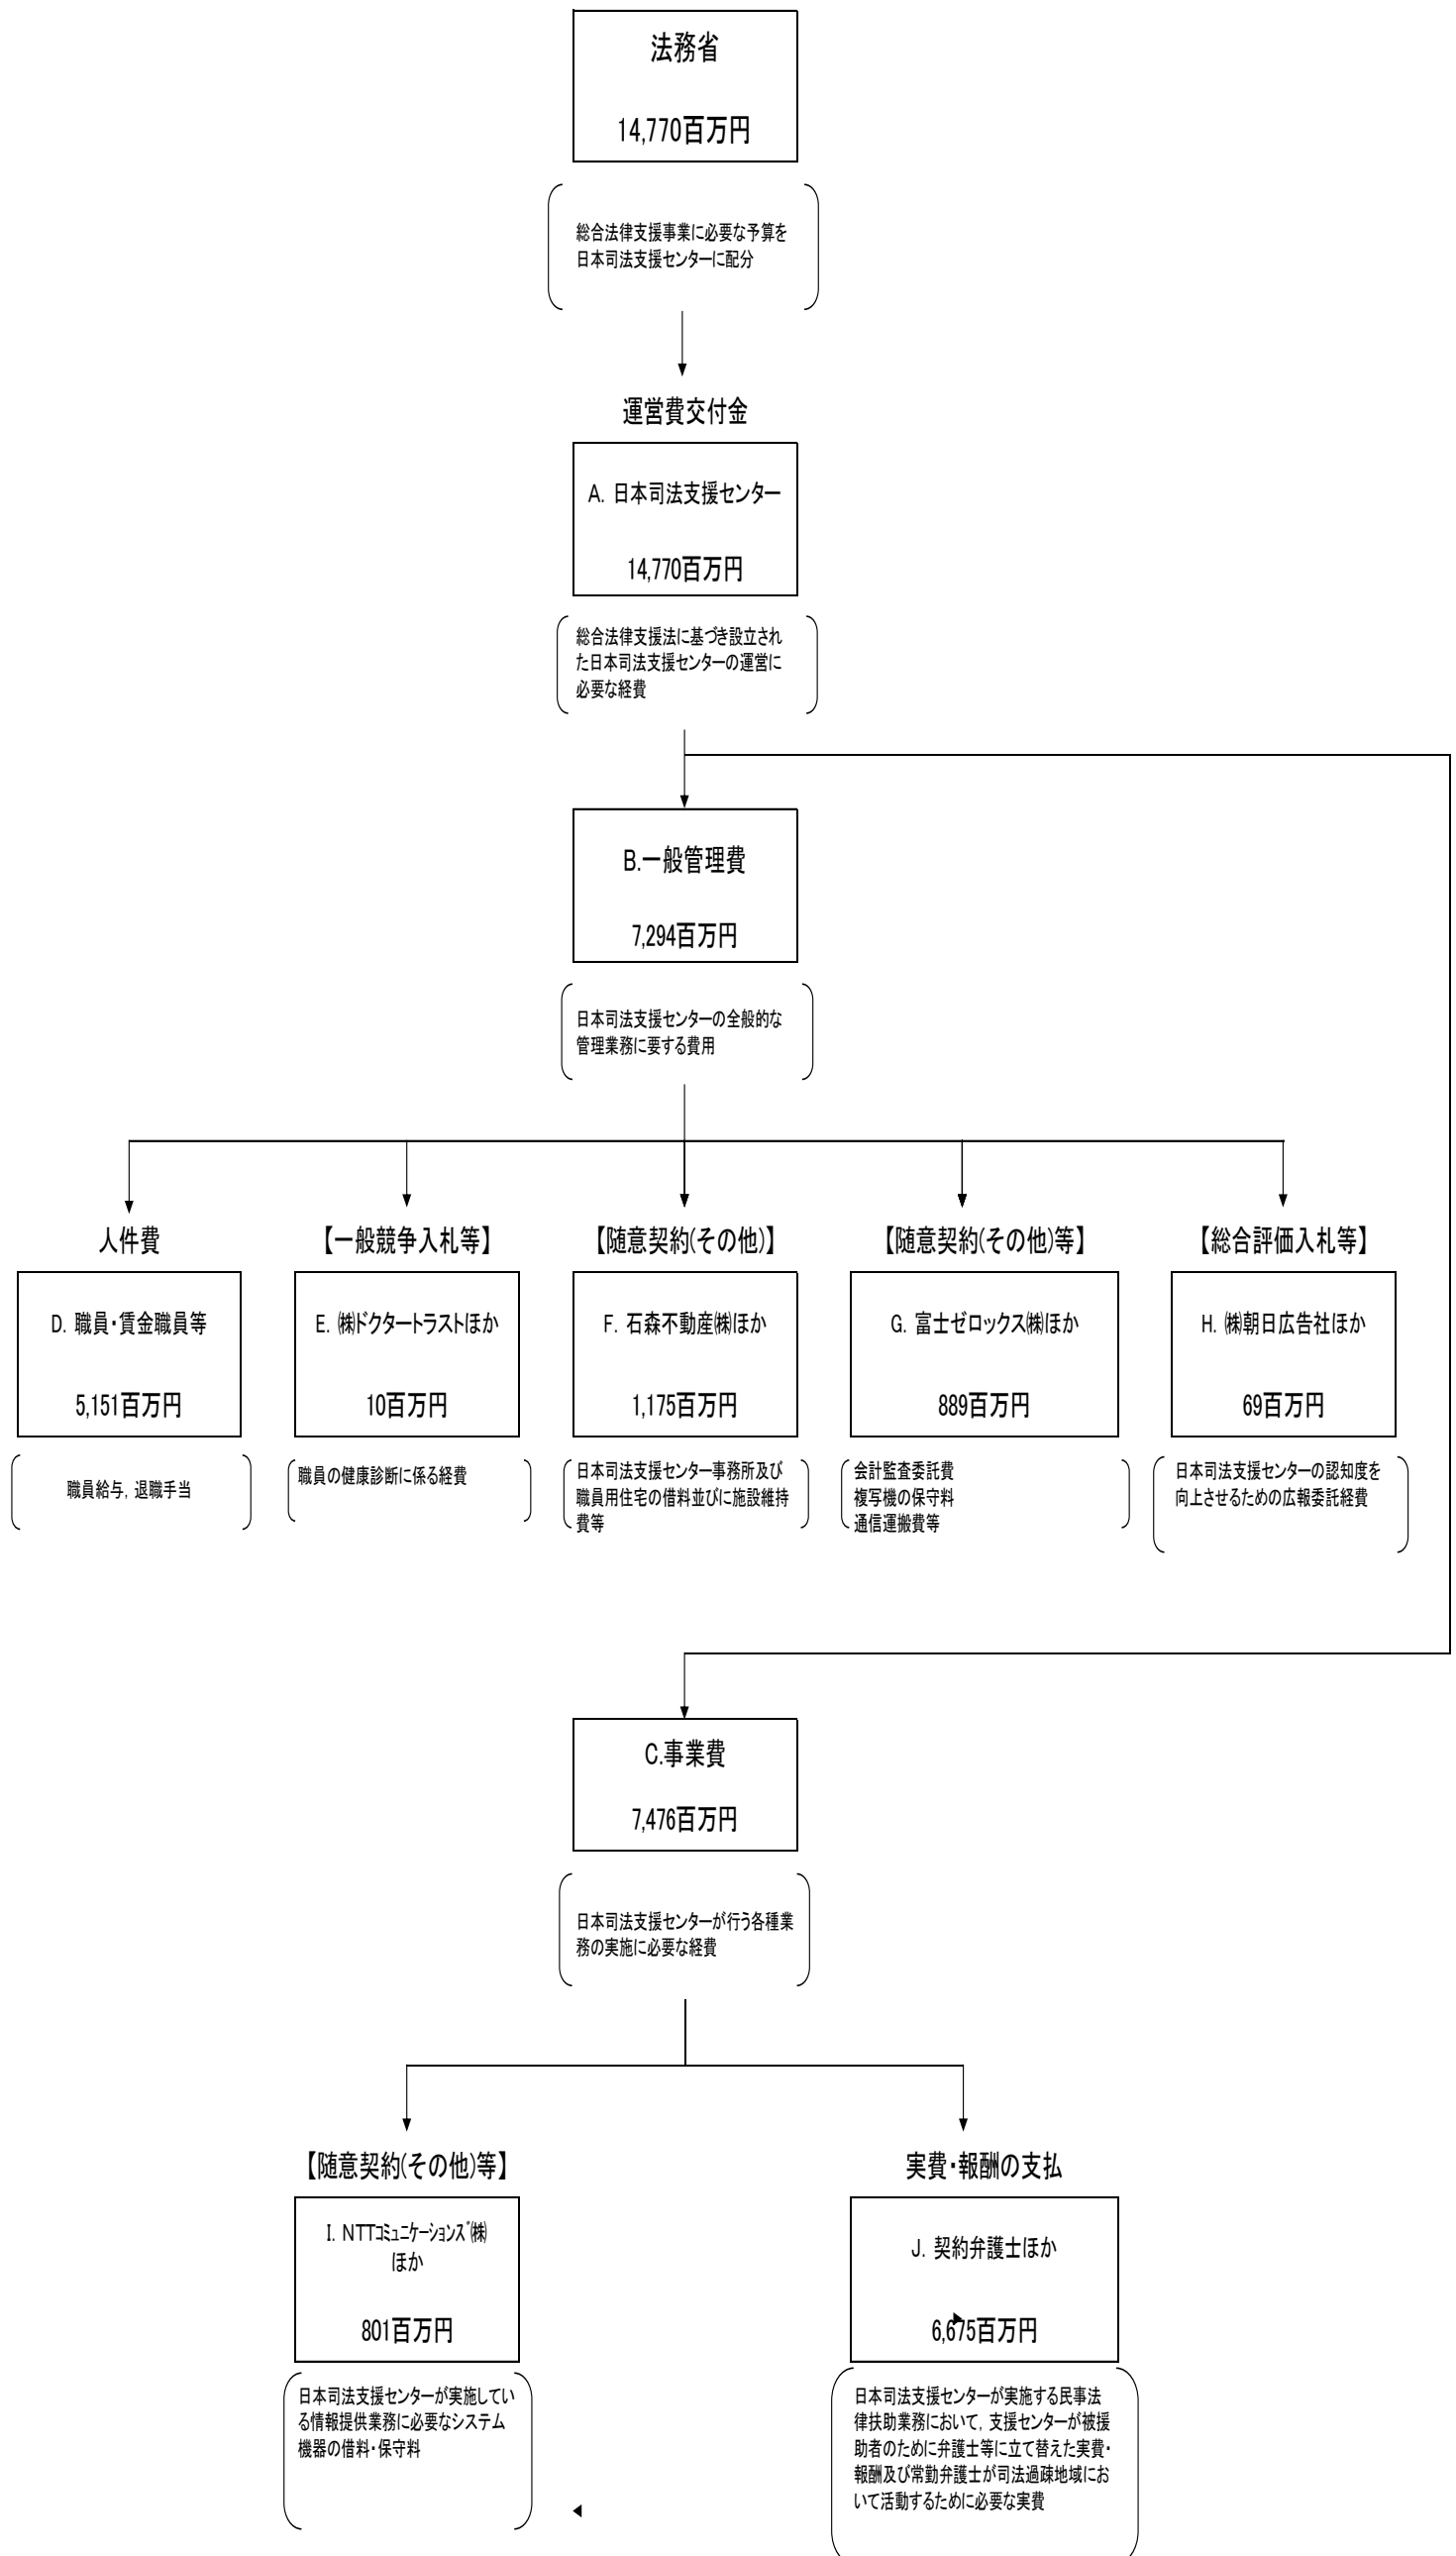 法務省
14,770百万円
総合法律支援事業に必要な予算を
日本司法支援センターに配分
運営費交付金
A. 日本司法支援センター
14,770百万円
総合法律支援法に基づき設立され
た日本司法支援センターの運営に
必要な経費
B.一般管理費
7,294百万円
日本司法支援センターの全般的な
管理業務に要する費用
人件費
D. 職員・賃金職員等
5,151百万円
職員給与，退職手当
【一般競争入札等】
E. ㈱ドクタートラストほか
10百万円
職員の健康診断に係る経費
【随意契約(その他)】
F. 石森不動産㈱ほか
1,175百万円
日本司法支援センター事務所及び
職員用住宅の借料並びに施設維持
費等
【随意契約(その他)等】
G. 富士ゼロックス㈱ほか
889百万円
会計監査委託費
複写機の保守料
通信運搬費等
【総合評価入札等】
H. ㈱朝日広告社ほか
69百万円
日本司法支援センターの認知度を
向上させるための広報委託経費
C.事業費
7,476百万円
日本司法支援センターが行う各種業
務の実施に必要な経費
【随意契約(その他)等】
I. NTTｺﾐｭﾆｹｰｼｮﾝｽﾞ㈱
ほか
801百万円
日本司法支援センターが実施してい
る情報提供業務に必要なシステム
機器の借料・保守料
実費・報酬の支払
J. 契約弁護士ほか
6,675百万円
日本司法支援センターが実施する民事法
律扶助業務において，支援センターが被援
助者のために弁護士等に立て替えた実費・
報酬及び常勤弁護士が司法過疎地域にお
いて活動するために必要な実費